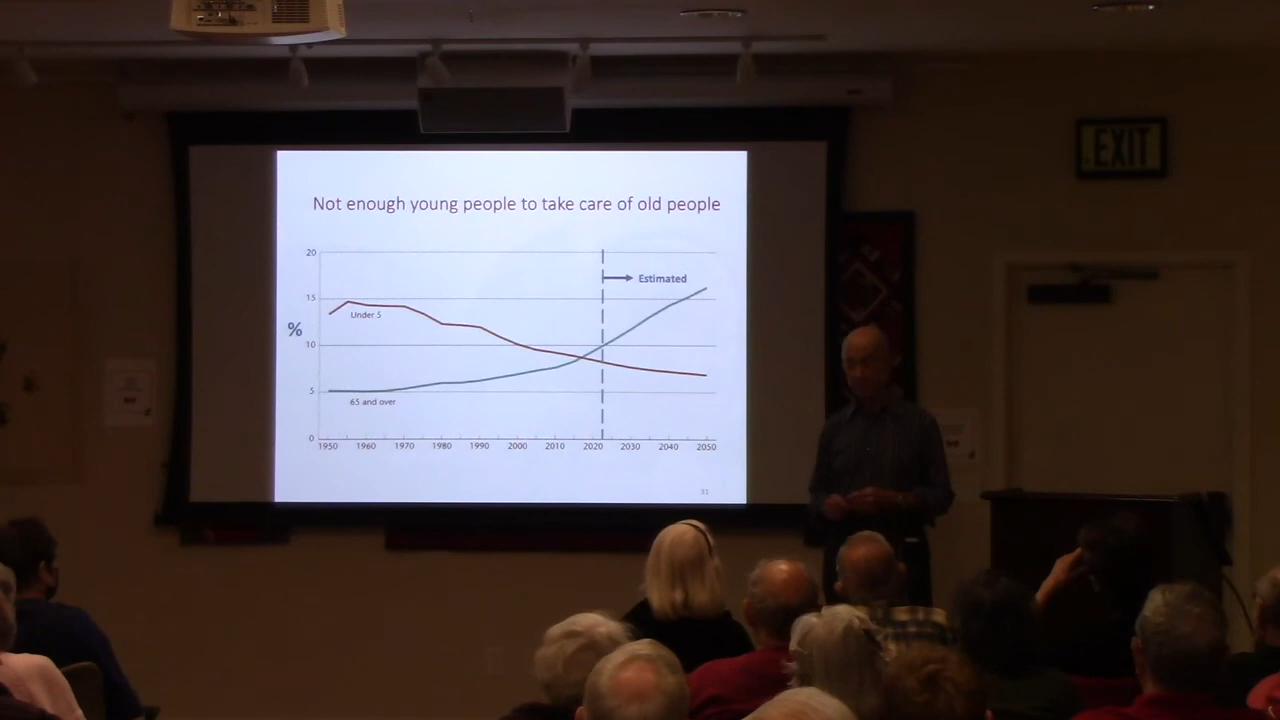 Not enough young people to take care of old people
20
Estimated
15
Under 5
%
10
5
65 and over
0
1950 1960 1970 1980 1990 2000 2010 2020 2030 2040 2050
31
EXIT